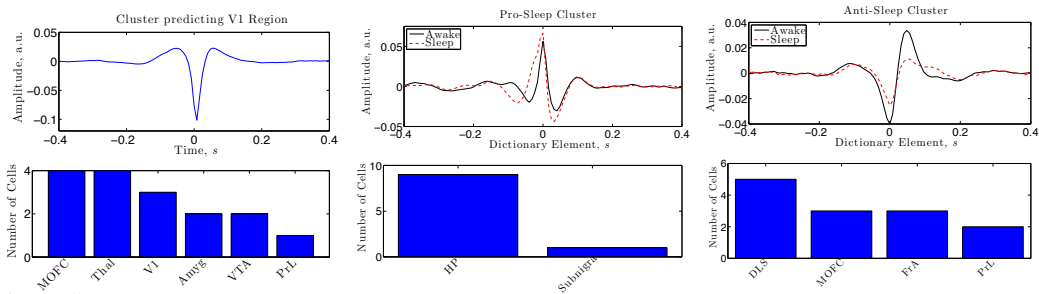 Cluster predicting V1 Region
Amplitude, a.u.
0.05
0
−0.05
−0.1
−0.4
−0.2
0
0.2
0.4
Time, s
Number of Cells
4
2
0
MOFC
Thal
V1
Amyg
VTA
PrL
Pro-Sleep Cluster
Awake
Sleep
Amplitude, a.u.
0.05
0
−0.05
−0.4
−0.2
0
0.2
0.4
Dictionary Element, s
Number of Cells
10
5
0
HP
Subnigra
Anti-Sleep Cluster
Awake
Sleep
Amplitude, a.u.
0.04
0.02
0
−0.02
−0.04
−0.4
−0.2
0
0.2
0.4
Dictionary Element, s
Number of Cells
6
4
2
0
DLS
MOFC
FrA
PrL